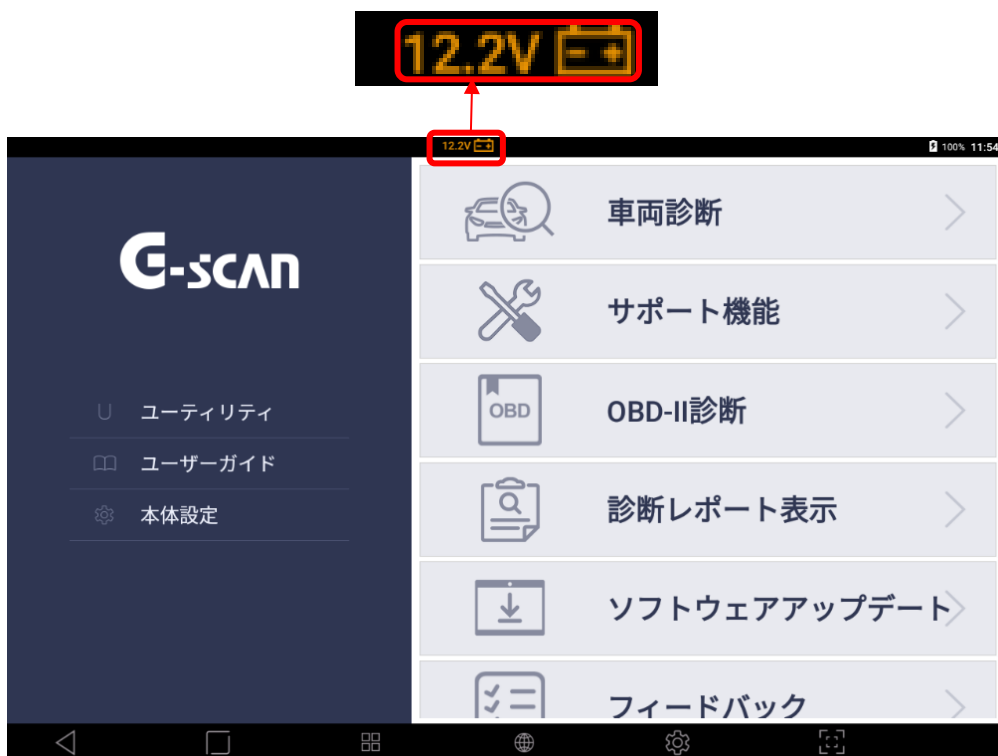 12.2V
12.2V
100% 11:54
G-scan
ユーティリティ
ユーザーガイド
本体設定
車両診断
サポート機能
OBD
OBD-II診断
診断レポート表示
ソフトウェアアップデート
フィードバック